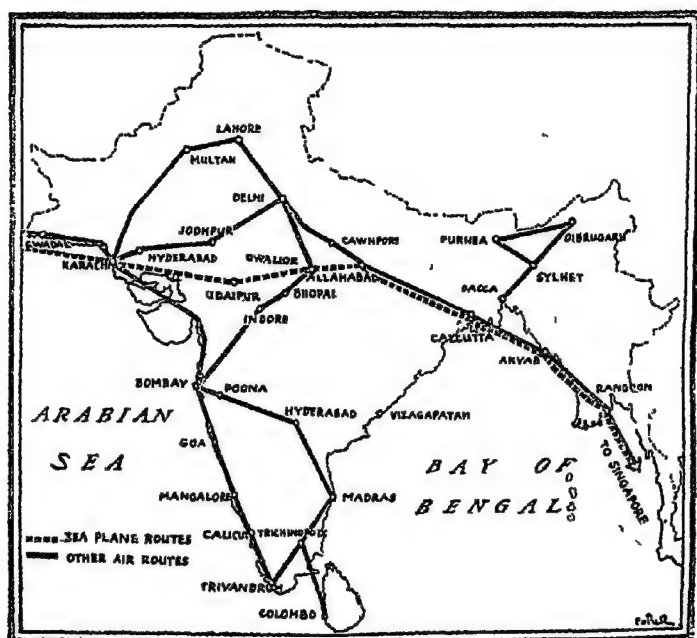 LAHORE
MULTAN
DELHI
JODHPUR
CAWNPORE
PURNEA
DIBRUGARH
GWADAR
KARACHI
HYDERABAD
GWALIOR
ALLAHABAD
SYLHET
UDAIPUR
BHOPAL
DACCA
INDORE
CALCUTTA
AKYAB
BOMBAY
POONA
RANGOON
HYDERABAD
VIZAGAPATAM
ARABIAN
SEA
GOA
BAY OF
BENGAL
TO SINGAPORE
MANGALORE
MADRAS
SEA PLANE ROUTES
CALICUT
TRICHINOPOLY
OTHER AIR ROUTES
TRIVANDRUM
COLOMBO